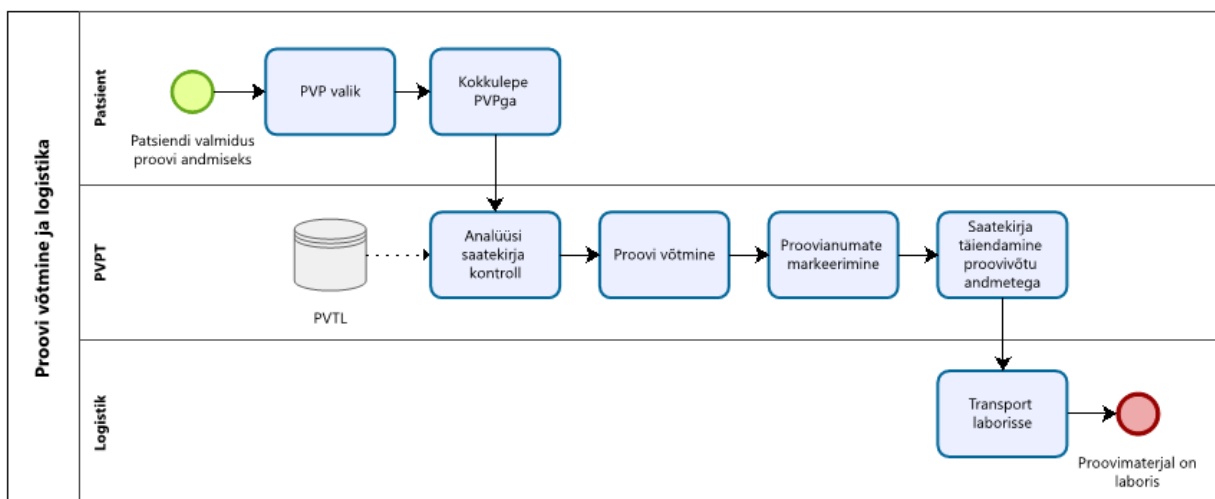 Proovi võtmine ja logistika
Patsient
Patsiendi valmidus
proovi andmiseks
PVP valik
Kokkulepe
PVPga
PVPT
PVTL
Analüüsi
saatekirja
kontroll
Proovi võtmine
Proovianumate
markeerimine
Saatekirja
täiendamine
proovivõtu
andmetega
Logistik
Transport
laborisse
Proovimaterjal on
laboris